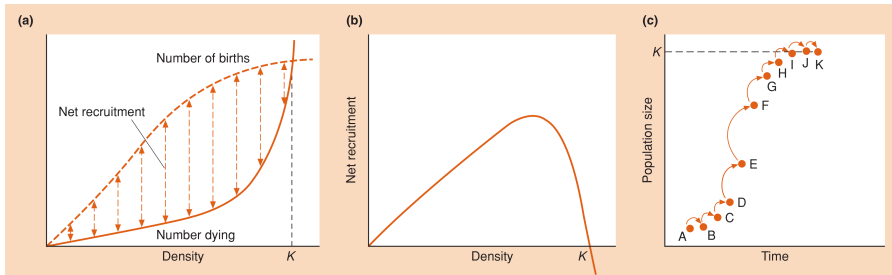 (a)
Number of births
Net recruitment
Number dying
Density
K
(b)
Net recruitment
Density
K
(c)
Population size
K
A
B
C
D
E
F
G
H
I
J
K
Time